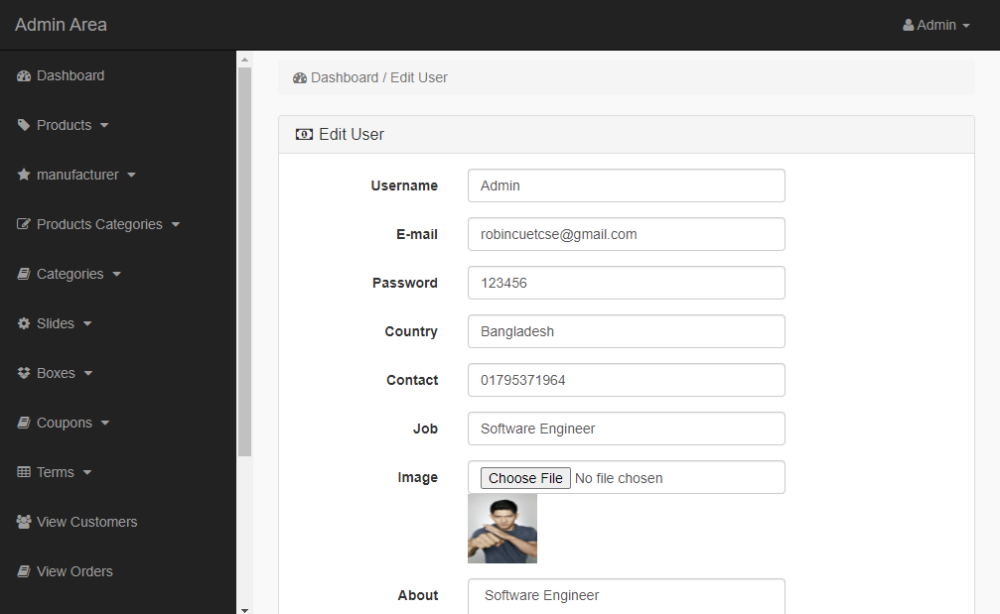 Admin Area
Admin
Dashboard
Products
manufacturer
Products Categories
Categories
Slides
Boxes
Coupons
Terms
View Customers
View Orders
Dashboard / Edit User
Edit User
Username Admin
E-mail robincuetcse@gmail.com
Password 123456
Country Bangladesh
Contact 01795371964
Job Software Engineer
Image Choose File No file chosen
About Software Engineer